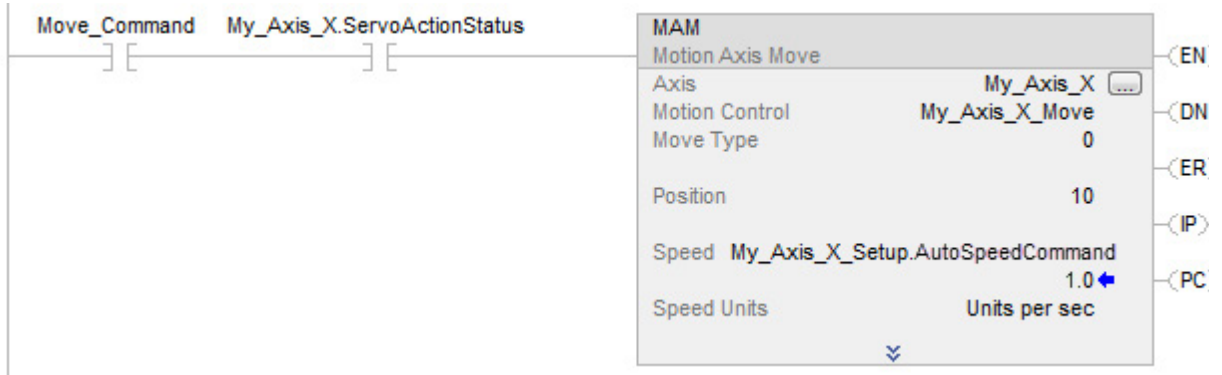 Move_Command My_Axis_X.ServoActionStatus
MAM
Motion Axis Move
EN
Axis My_Axis_X ...
Motion Control My_Axis_X_Move
DN
Move Type 0
ER
Position 10
IP
Speed My_Axis_X_Setup.AutoSpeedCommand
1.0
PC
Speed Units Units per sec